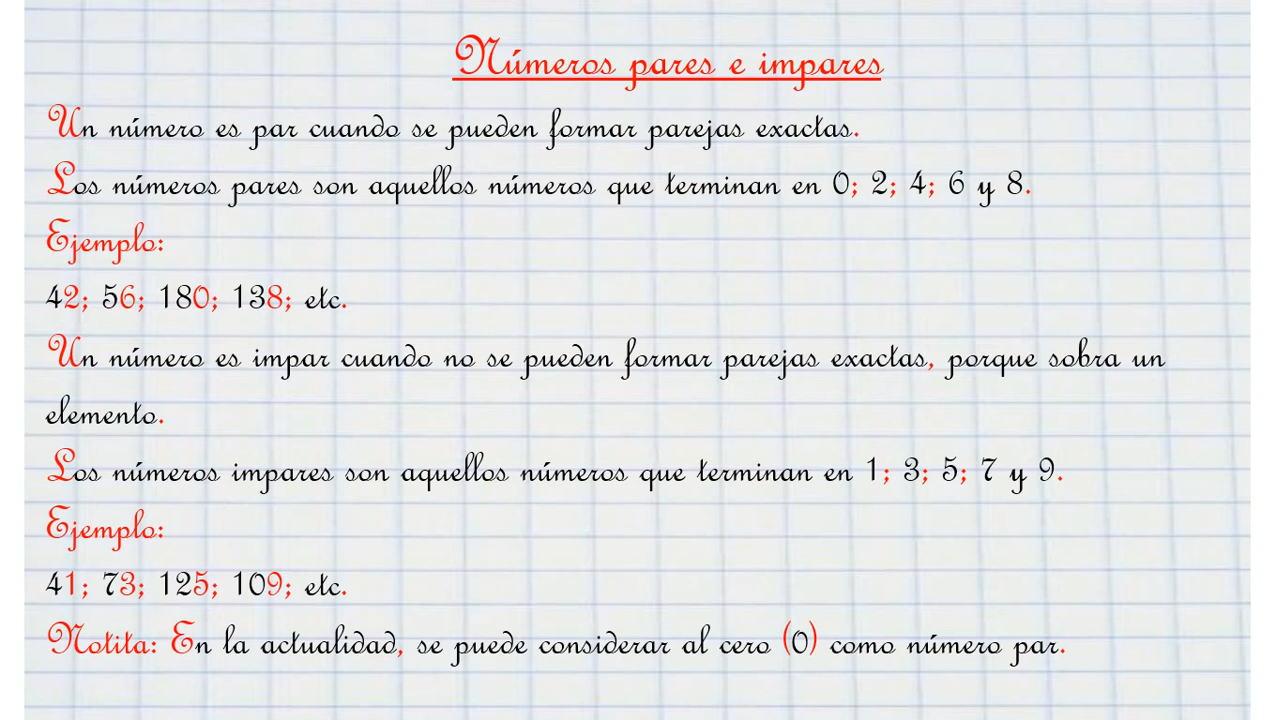 Números pares e impares
Un número es par cuando se pueden formar parejas exactas.
Los números pares son aquellos números que terminan en 0; 2; 4; 6 y 8.
Ejemplo:
42; 56; 180; 138; etc.
Un número es impar cuando no se pueden formar parejas exactas, porque sobra un
elemento.
Los números impares son aquellos números que terminan en 1; 3; 5; 7 y 9.
Ejemplo:
41; 73; 125; 109; etc.
Notita: En la actualidad, se puede considerar al cero (0) como número par.